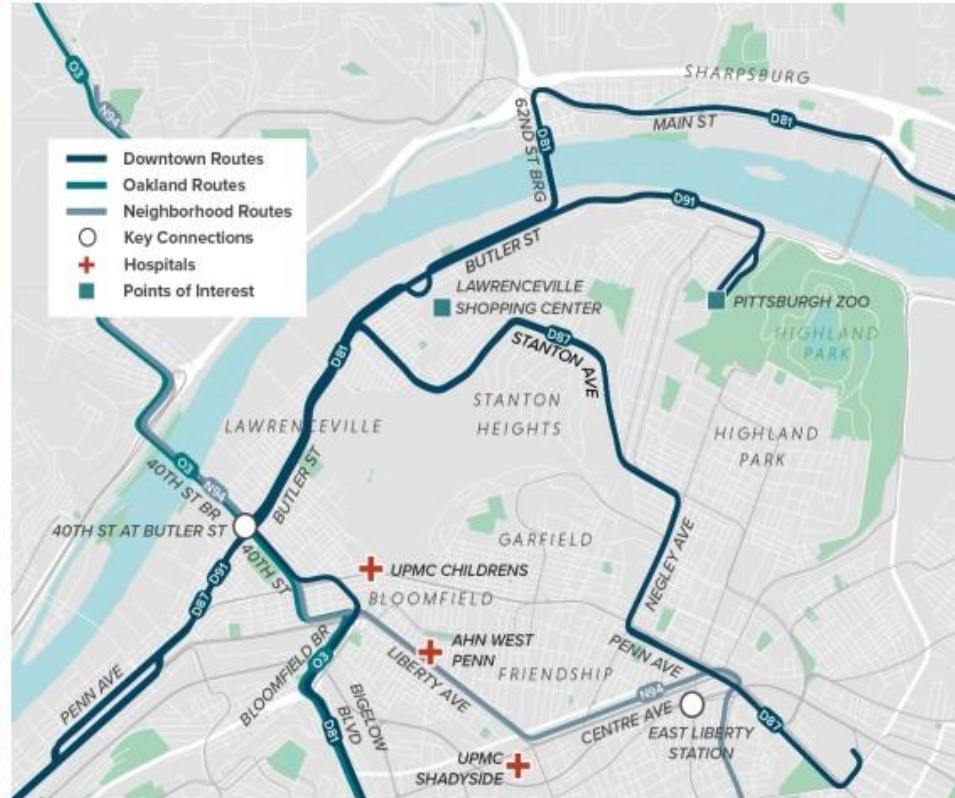 SHARPSBURG
O3
N94
62ND ST BRG
D81
MAIN ST
D81
Downtown Routes
Oakland Routes
Neighborhood Routes
Key Connections
Hospitals
Points of Interest
D91
BUTLER ST
LAWRENCEVILLE
SHOPPING CENTER
PITTSBURGH ZOO
HIGHLAND
PARK
D81
D87
STANTON AVE
STANTON
HEIGHTS
LAWRENCEVILLE
HIGHLAND
PARK
BUTLER ST
O3
N94
40TH ST BR
40TH ST AT BUTLER ST
40TH ST
GARFIELD
NEGLEY AVE
UPMC CHILDRENS
BLOOMFIELD
D91
D87
PENN AVE
BLOOMFIELD BR
O3
LIBERTY AVE
AHN WEST
PENN
FRIENDSHIP
PENN AVE
N94
CENTRE AVE
EAST LIBERTY
STATION
D87
BIGELOW
BLVD
D81
UPMC
SHADYSIDE